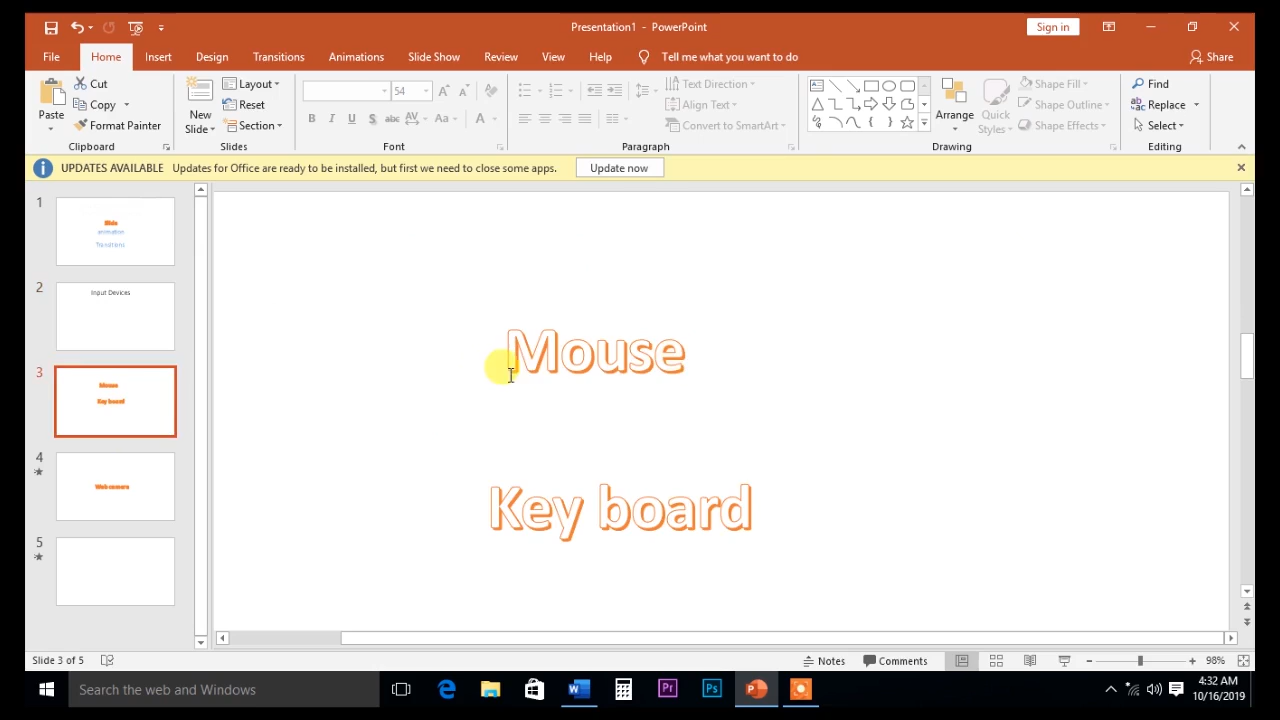 Presentation1 - PowerPoint
Sign in
File Home Insert Design Transitions Animations Slide Show Review View Help Tell me what you want to do Share
Paste
Cut
Copy
Format Painter
Clipboard
New Slide
Layout
Reset
Section
Slides
54
B I U S abc AV Aa A
Font
Text Direction
Align Text
Convert to SmartArt
Paragraph
Arrange
Quick Styles
Shape Fill
Shape Outline
Shape Effects
Drawing
Find
Replace
Select
Editing
UPDATES AVAILABLE Updates for Office are ready to be installed, but first we need to close some apps. Update now
1
Slide
animation
2
Input Devices
3
Mouse
Key board
4
Web camera
5
Mouse
Key board
Slide 3 of 5
Notes
Comments
98%
Search the web and Windows
4:32 AM
10/16/2019